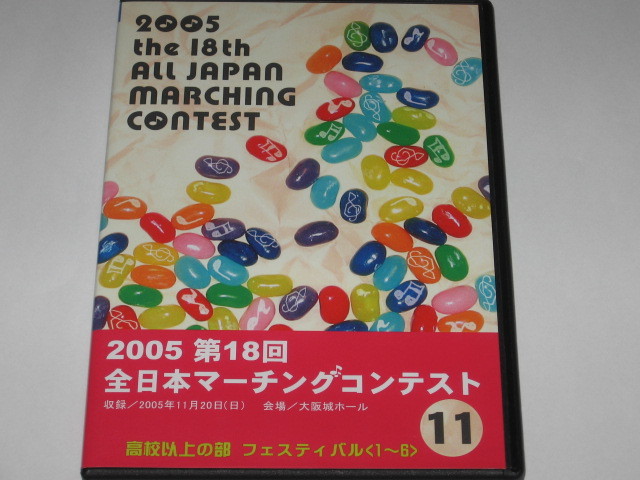 2005
the 18th
ALL JAPAN
MARCHING
CONTEST
2005 第18回
全日本マーチングコンテスト
収録／2005年11月20日(日) 会場／大阪城ホール
11
高校以上の部 フェスティバル<1～6>